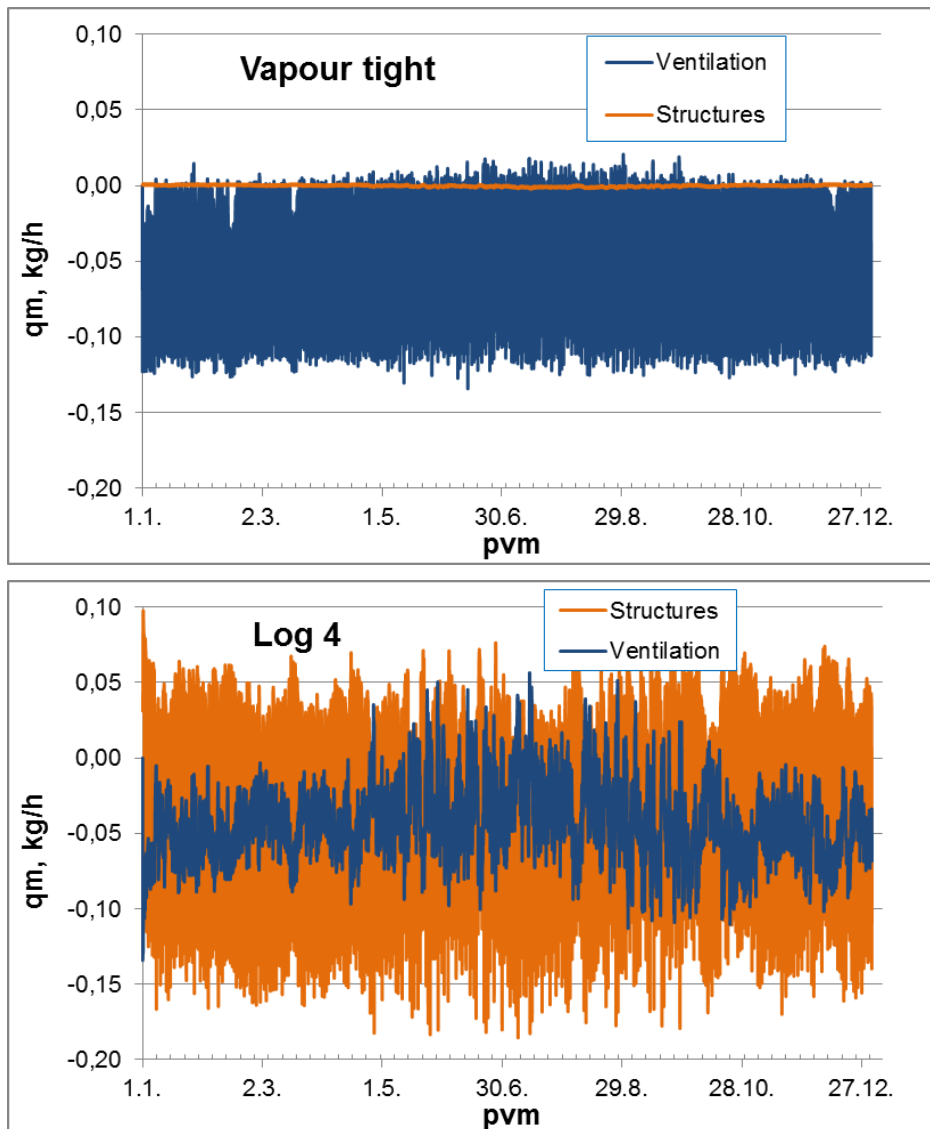 Vapour tight
Ventilation
Structures
qm, kg/h
0,10
0,05
0,00
-0,05
-0,10
-0,15
-0,20
1.1. 2.3. 1.5. 30.6. 29.8. 28.10. 27.12.
pvm
Log 4
Structures
Ventilation
qm, kg/h
0,10
0,05
0,00
-0,05
-0,10
-0,15
-0,20
1.1. 2.3. 1.5. 30.6. 29.8. 28.10. 27.12.
pvm